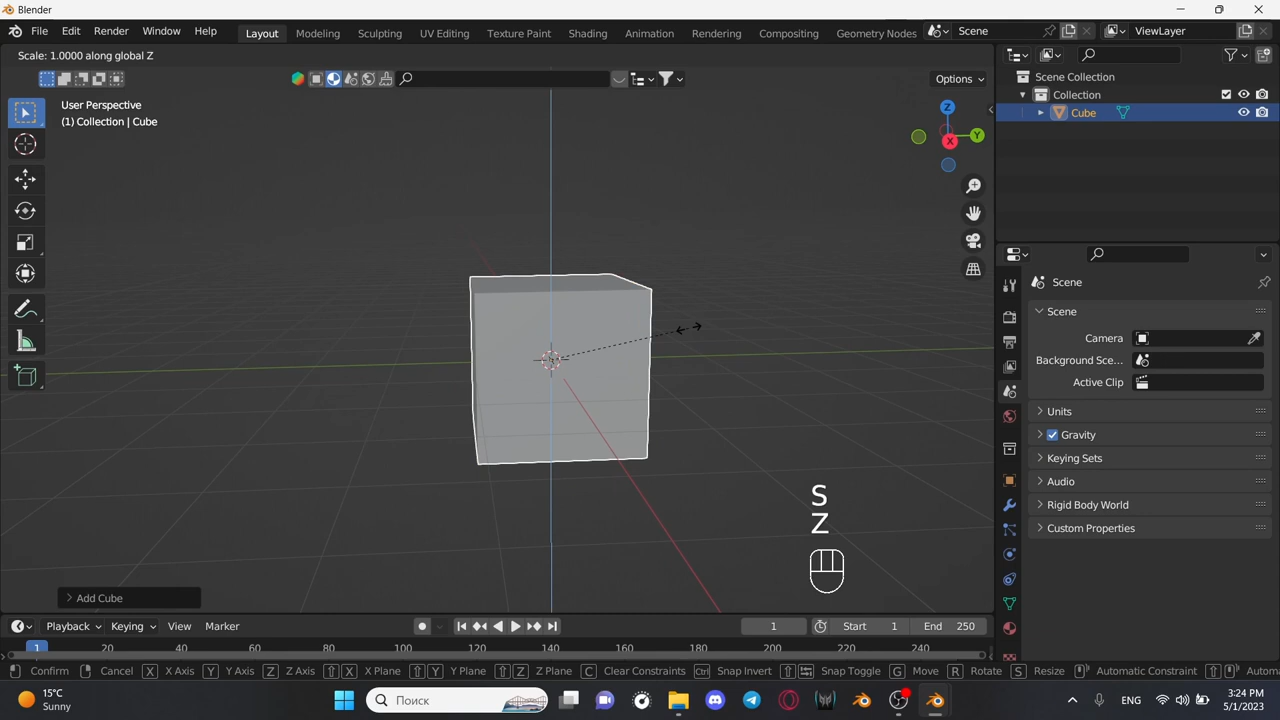 Blender
File Edit Render Window Help Layout Modeling Sculpting UV Editing Texture Paint Shading Animation Rendering Compositing Geometry Nodes Scene ViewLayer
Scale: 1.0000 along global Z
Options
User Perspective
(1) Collection | Cube
Z
Y
X
Scene Collection
Collection
Cube
Scene
Scene
Camera
Background Sce...
Active Clip
Units
Gravity
Keying Sets
Audio
Rigid Body World
Custom Properties
S
Z
Add Cube
Playback Keying View Marker 1 Start 1 End 250
1 20 40 60 80 100 120 140 160 180 200 220 240
Confirm Cancel X X Axis Y Y Axis Z Z Axis X X Plane Y Y Plane Z Z Plane C Clear Constraints Ctrl Snap Invert Snap Toggle G Move R Rotate S Resize Automatic Constraint Autom
15°C
Sunny
Поиск
ENG
3:24 PM
5/1/2023